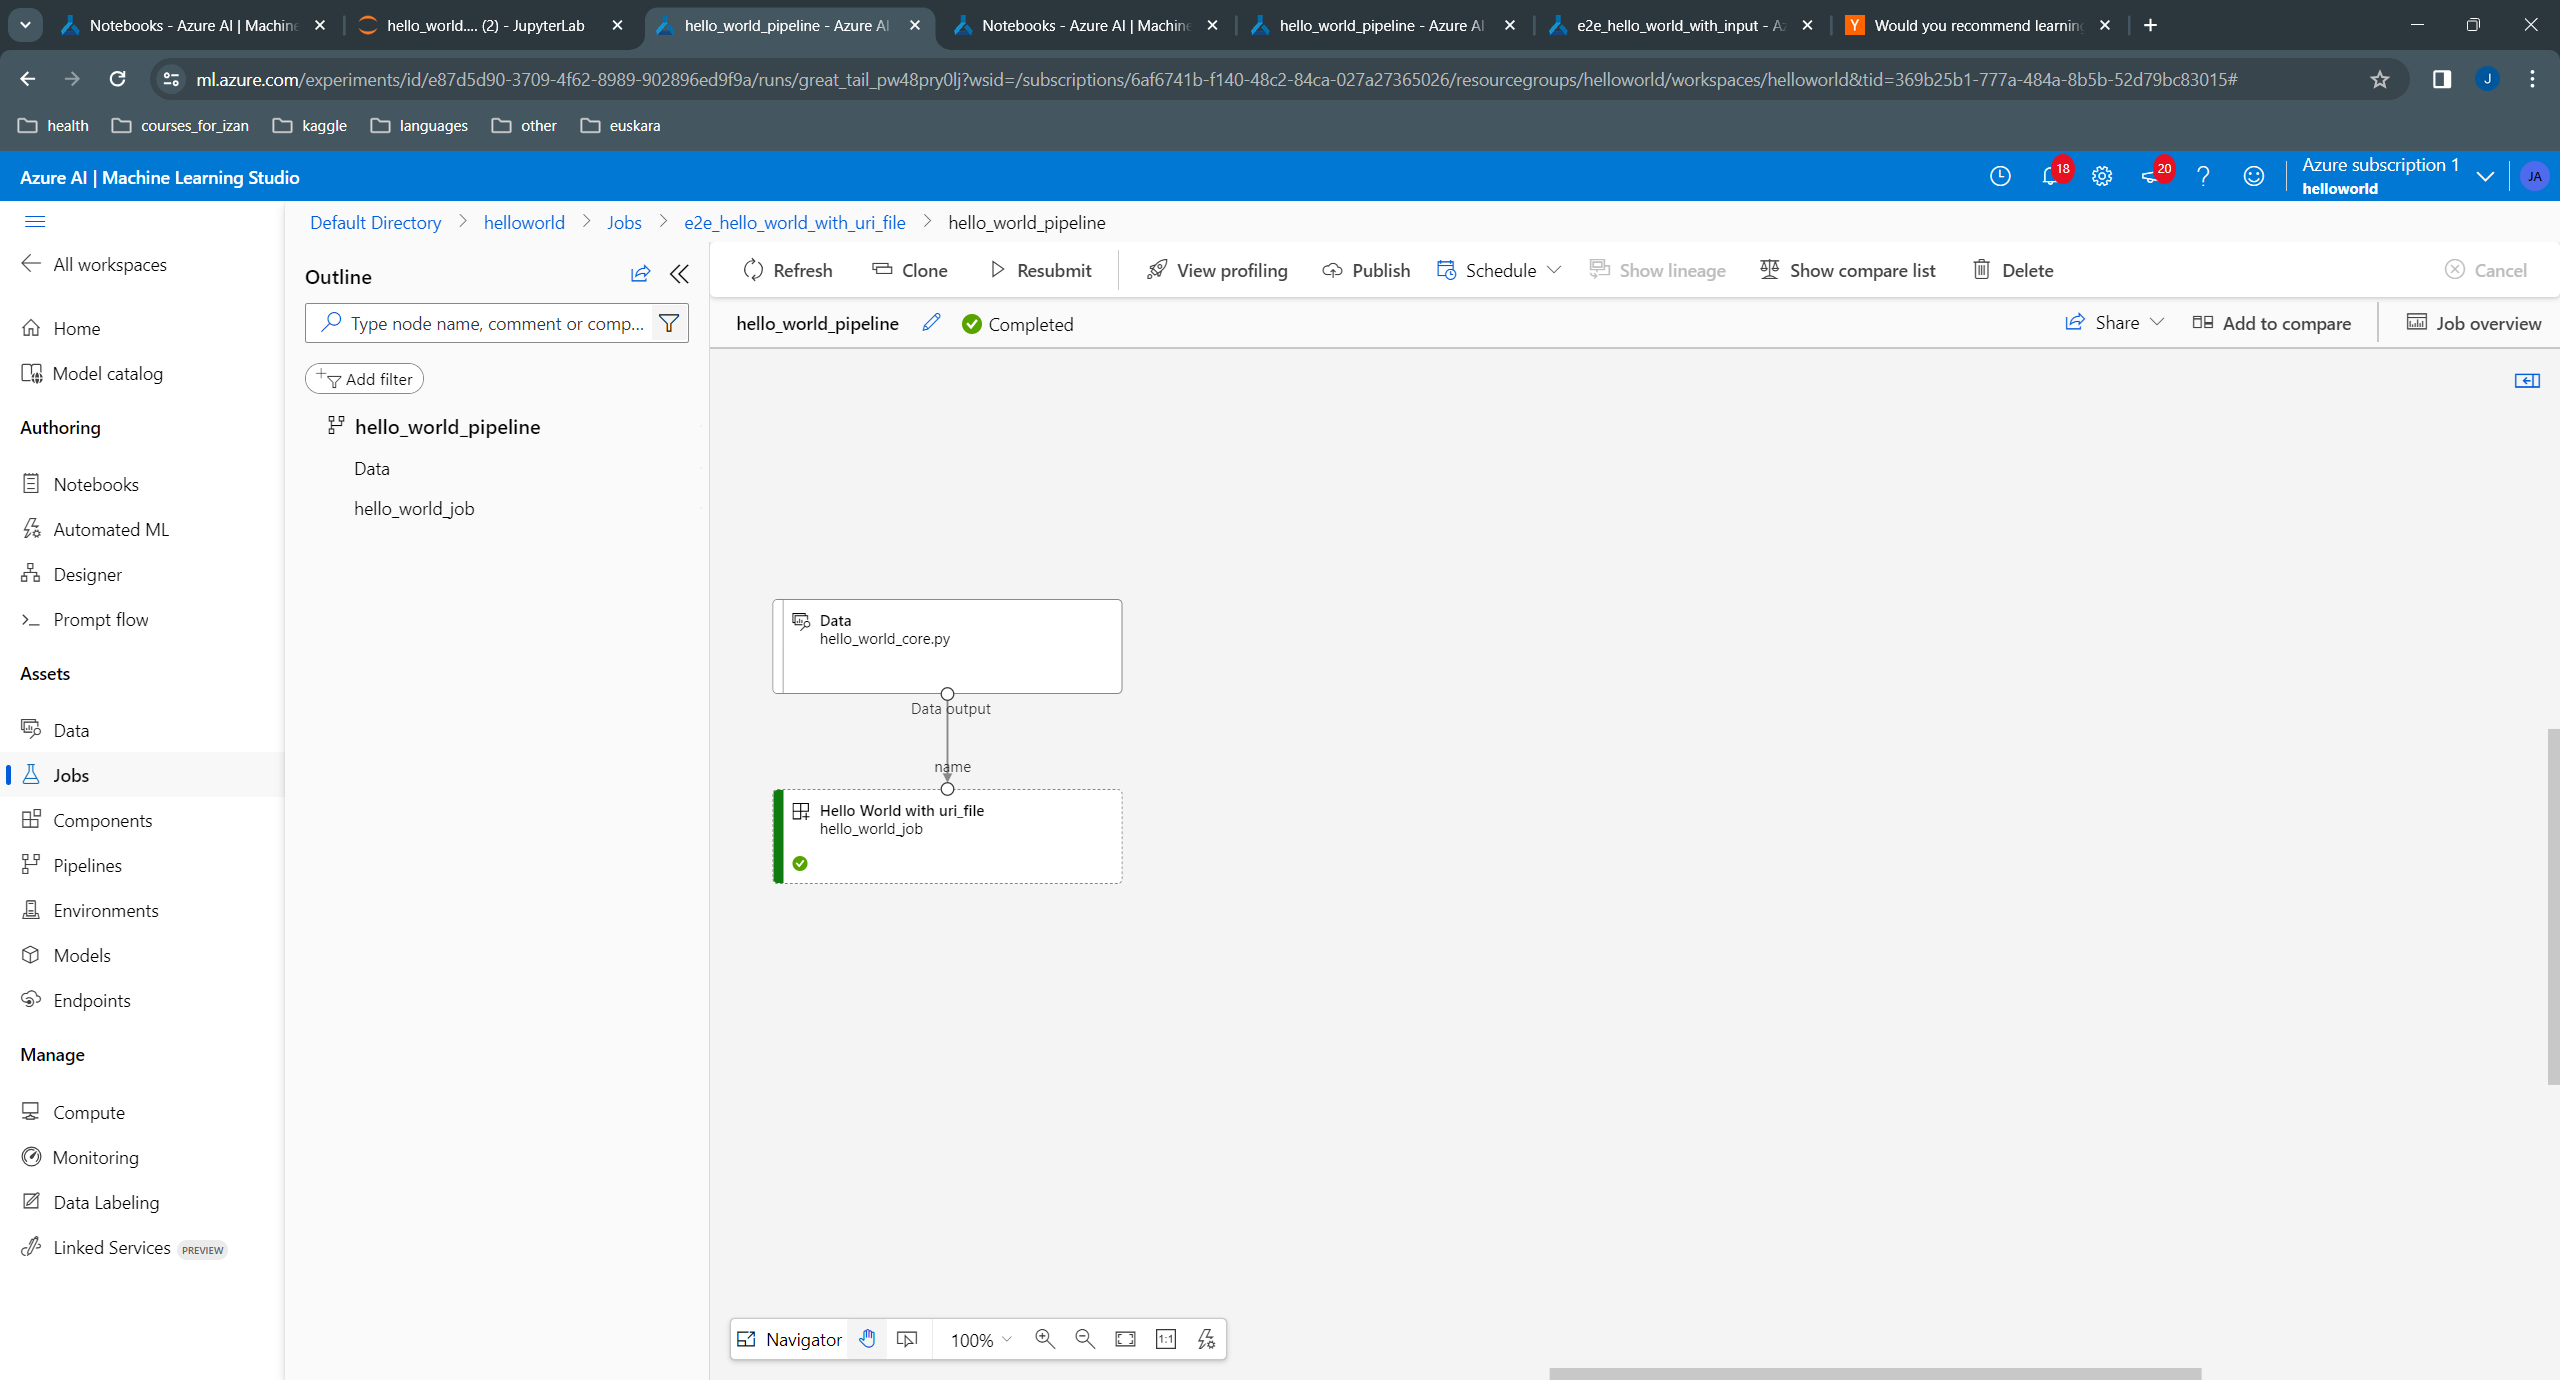 Notebooks - Azure AI | Machine
hello_world.... (2) - JupyterLab
hello_world_pipeline - Azure AI
Notebooks - Azure AI | Machine
hello_world_pipeline - Azure AI
e2e_hello_world_with_input - Az
Y Would you recommend learning
ml.azure.com/experiments/id/e87d5d90-3709-4f62-8989-902896ed9f9a/runs/great_tail_pw48pry0lj?wsid=/subscriptions/6af6741b-f140-48c2-84ca-027a27365026/resourcegroups/helloworld/workspaces/helloworld&tid=369b25b1-777a-484a-8b5b-52d79bc83015#
J
health
courses_for_izan
kaggle
languages
other
euskara
Azure AI | Machine Learning Studio
18
20
Azure subscription 1
helloworld
JA
Default Directory > helloworld > Jobs > e2e_hello_world_with_uri_file > hello_world_pipeline
All workspaces
Home
Model catalog
Authoring
Notebooks
Automated ML
Designer
Prompt flow
Assets
Data
Jobs
Components
Pipelines
Environments
Models
Endpoints
Manage
Compute
Monitoring
Data Labeling
Linked Services PREVIEW
Outline
Type node name, comment or comp...
Add filter
hello_world_pipeline
Data
hello_world_job
Refresh
Clone
Resubmit
View profiling
Publish
Schedule
Show lineage
Show compare list
Delete
Cancel
hello_world_pipeline
Completed
Share
Add to compare
Job overview
Data
hello_world_core.py
Data output
name
Hello World with uri_file
hello_world_job
Navigator
100%
1:1